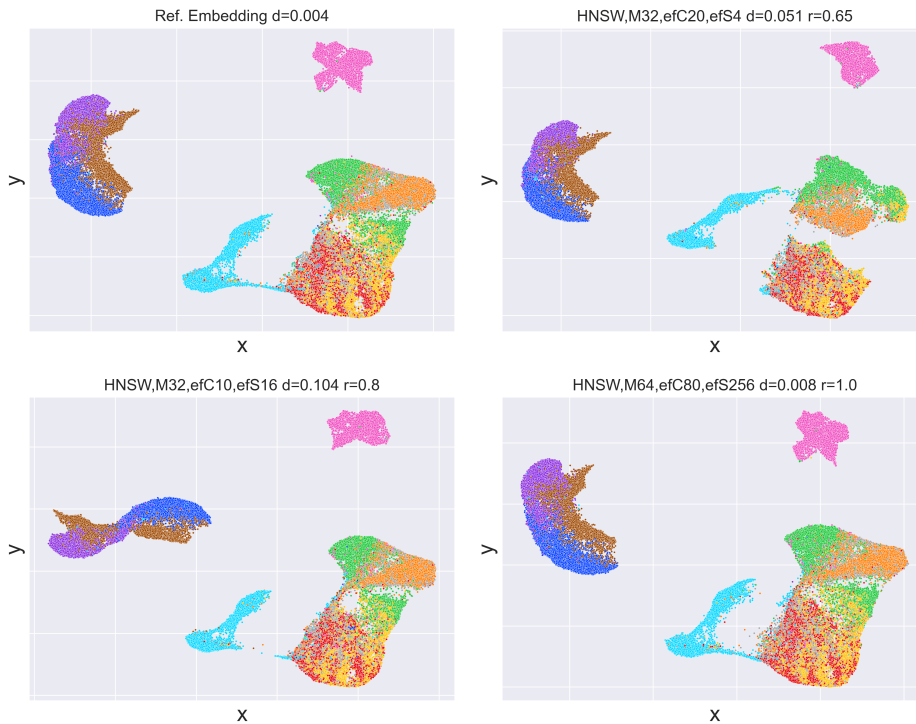 Ref. Embedding d=0.004
HNSW,M32,efC20,efS4 d=0.051 r=0.65
y
y
x
x
HNSW,M32,efC10,efS16 d=0.104 r=0.8
HNSW,M64,efC80,efS256 d=0.008 r=1.0
y
y
x
x